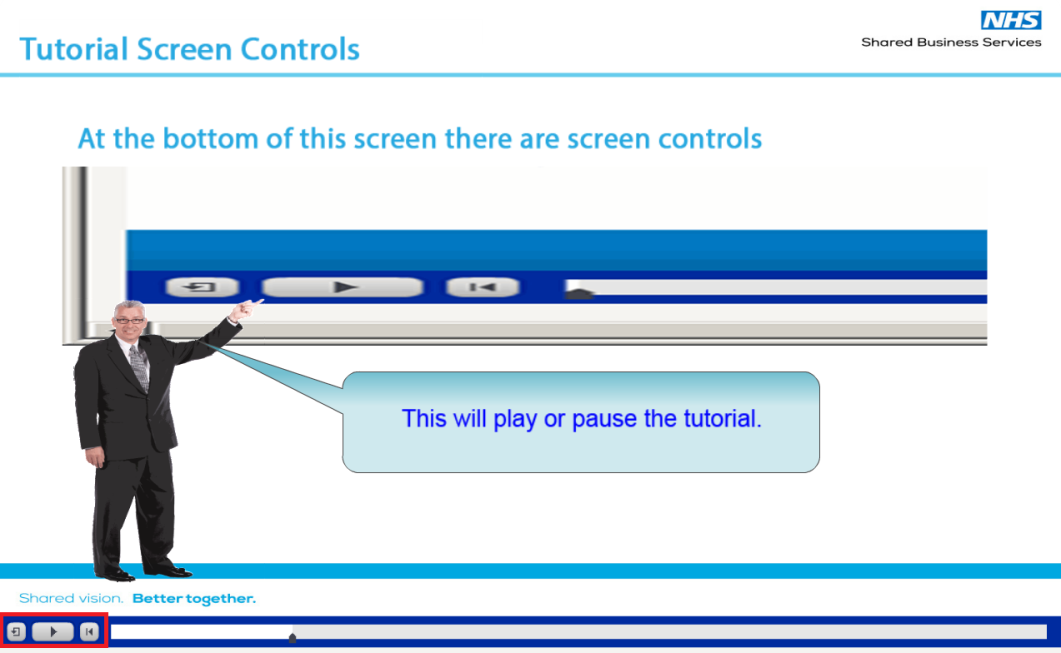 NHS
Shared Business Services
Tutorial Screen Controls
At the bottom of this screen there are screen controls
This will play or pause the tutorial.
Shared vision. Better together.